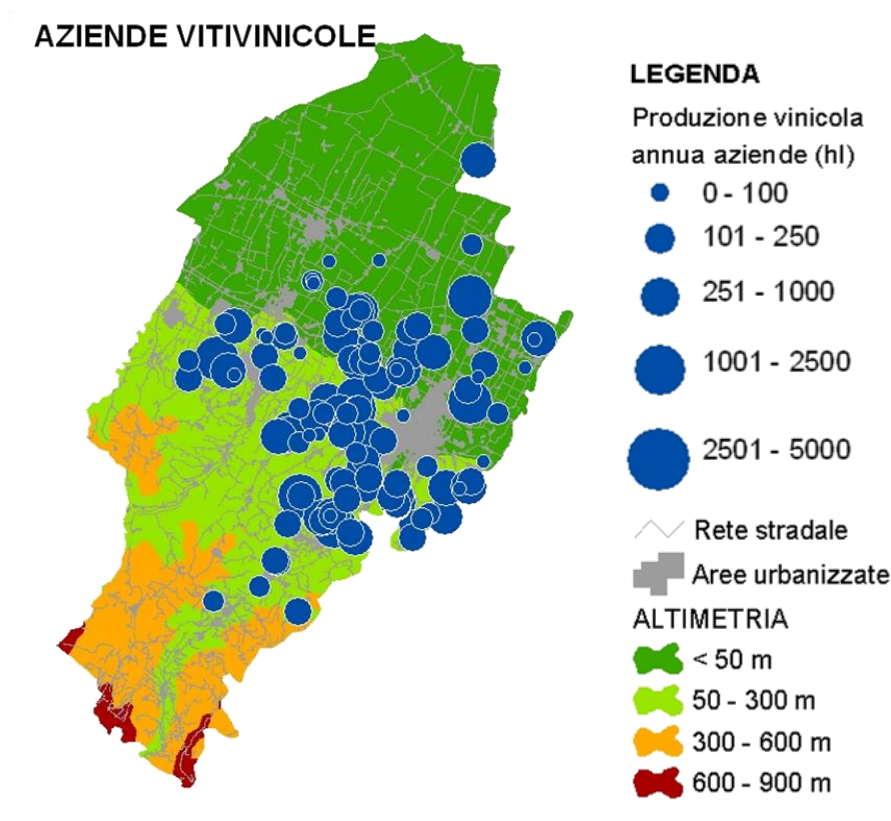 AZIENDE VITIVINICOLE
LEGENDA
Produzione vinicola
annua aziende (hl)
0 - 100
101 - 250
251 - 1000
1001 - 2500
2501 - 5000
Rete stradale
Aree urbanizzate
ALTIMETRIA
< 50 m
50 - 300 m
300 - 600 m
600 - 900 m